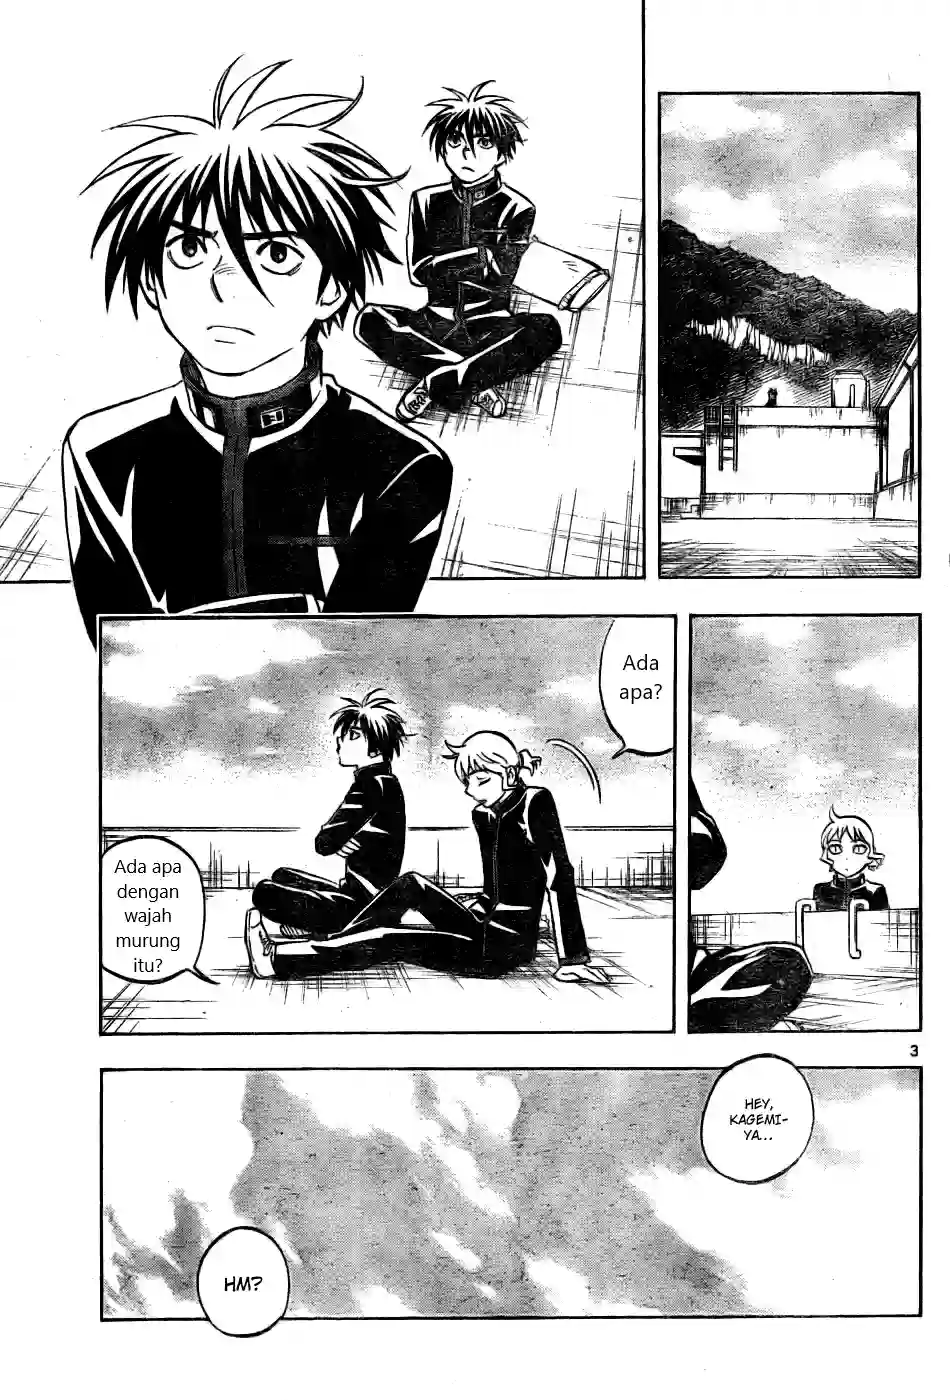 Ada
apa?
Ada apa
dengan
wajah
murung
itu?
3
HEY,
KAGEMI-
YA...
HM?